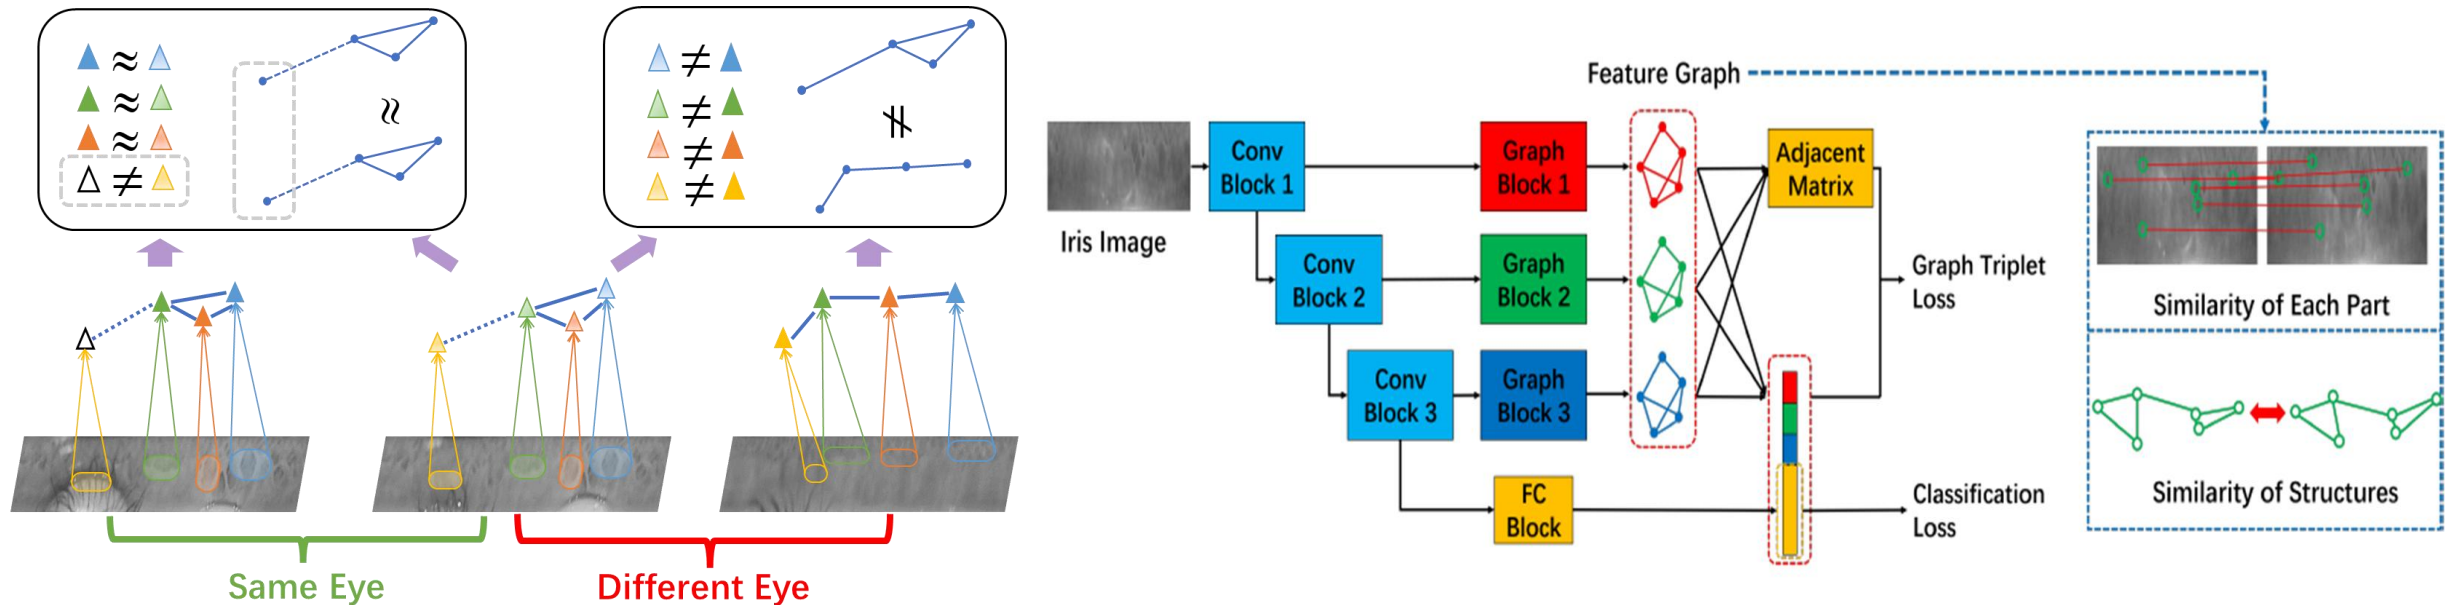 ≈
≈
≈
≠
≈
≠
≠
≠
≠
≠
Same Eye
Different Eye
Feature Graph
Iris Image
Conv
Block 1
Graph
Block 1
Adjacent
Matrix
Conv
Block 2
Graph
Block 2
Conv
Block 3
Graph
Block 3
FC
Block
Graph Triplet
Loss
Classification
Loss
Similarity of Each Part
Similarity of Structures